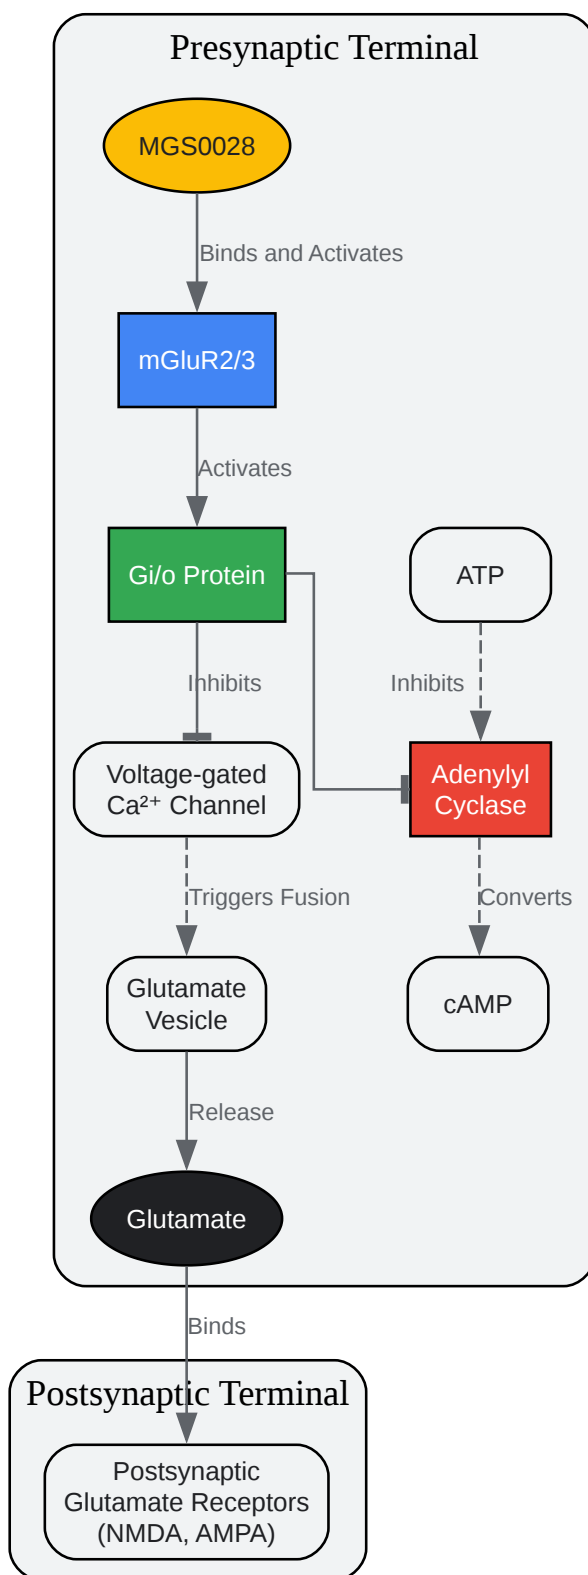 Presynaptic Terminal
MGS0028
Binds and Activates
mGluR2/3
Activates
Gi/o Protein
ATP
Inhibits
Inhibits
Voltage-gated
Ca²⁺ Channel
Adenylyl
Cyclase
Triggers Fusion
Converts
Glutamate
Vesicle
cAMP
Release
Glutamate
Binds
Postsynaptic Terminal
Postsynaptic
Glutamate Receptors
(NMDA, AMPA)